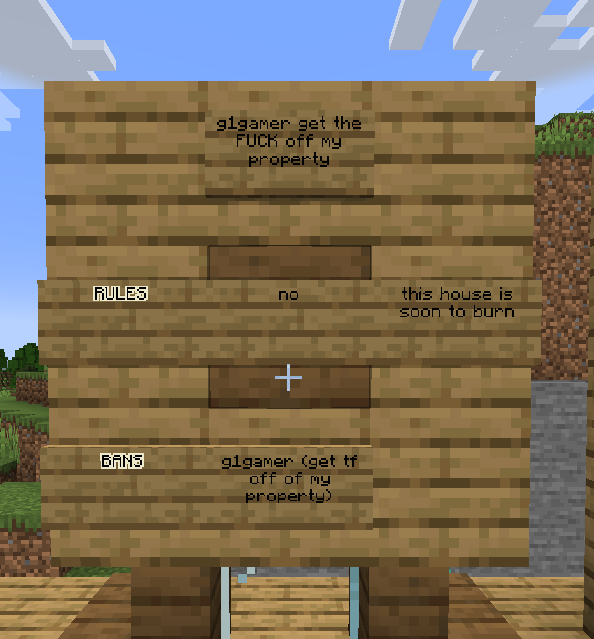 g1gamer get the
FUCK off my
property
RULES
no
this house is
soon to burn
BANS
g1gamer (get tf
off of my
property)